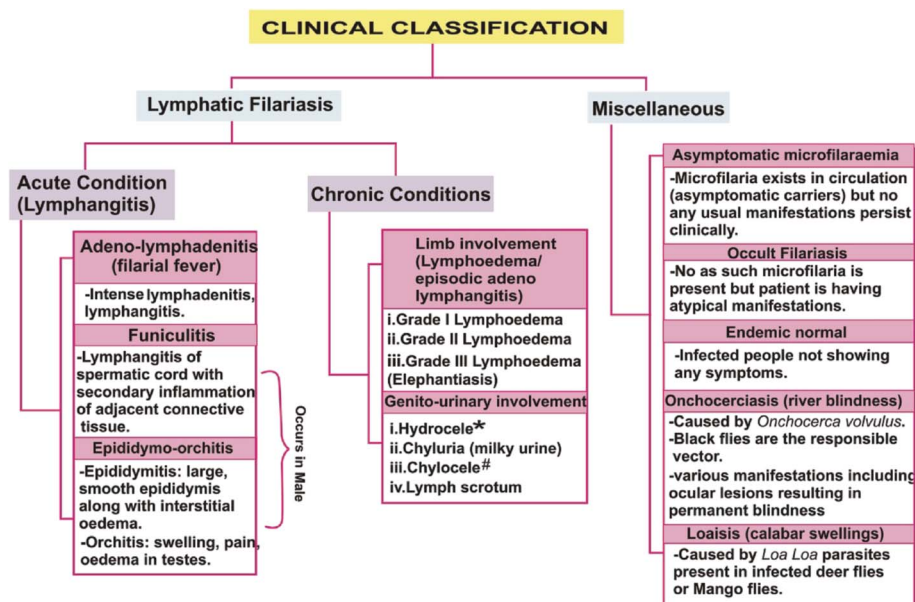 CLINICAL CLASSIFICATION
Lymphatic Filariasis
Miscellaneous
Acute Condition
(Lymphangitis)
Adeno-lymphadenitis
(filarial fever)
-Intense lymphadenitis,
lymphangitis.
Funiculitis
-Lymphangitis of
spermatic cord with
secondary inflammation
of adjacent connective
tissue.
Epididymo-orchitis
-Epididymitis: large,
smooth epididymis
along with interstitial
oedema.
-Orchitis: swelling, pain,
oedema in testes.
Occurs in Male
Chronic Conditions
Limb involvement
(Lymphoedema/
episodic adeno
lymphangitis)
i.Grade I Lymphoedema
ii.Grade II Lymphoedema
iii.Grade III Lymphoedema
(Elephantiasis)
Genito-urinary involvement
i.Hydrocele*
ii.Chyluria (milky urine)
iii.Chylocele#
iv.Lymph scrotum
Asymptomatic microfilaraemia
-Microfilaria exists in circulation
(asymptomatic carriers) but no
any usual manifestations persist
clinically.
Occult Filariasis
-No as such microfilaria is
present but patient is having
atypical manifestations.
Endemic normal
-Infected people not showing
any symptoms.
Onchocerciasis (river blindness)
-Caused by Onchocerca volvulus.
-Black flies are the responsible
vector.
-various manifestations including
ocular lesions resulting in
permanent blindness
Loaisis (calabar swellings)
-Caused by Loa Loa parasites
present in infected deer flies
or Mango flies.